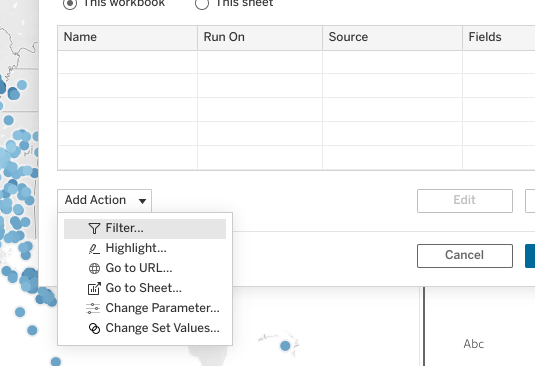 This workbook This sheet
Name Run On Source Fields
Add Action Edit
Filter...
Highlight...
Cancel
Go to URL...
Go to Sheet...
Change Parameter...
Change Set Values...
Abc